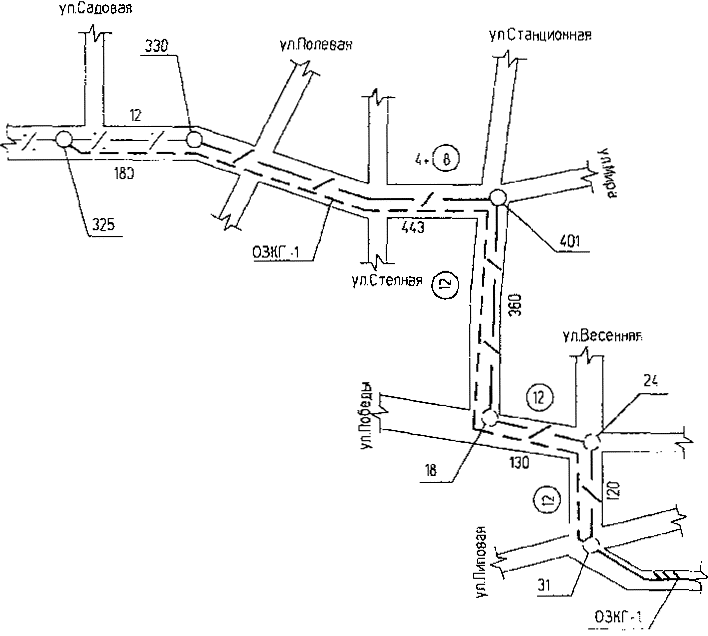 ул.Садовая
330
ул.Полевая
ул.Станционная
12
4+ 8
ул.Мира
180
325
ОЗКГ-1
443
401
ул.Степная
12
360
ул.Весенняя
24
12
ул.Победы
18
130
12
120
ул.Липовая
31
ОЗКГ-1